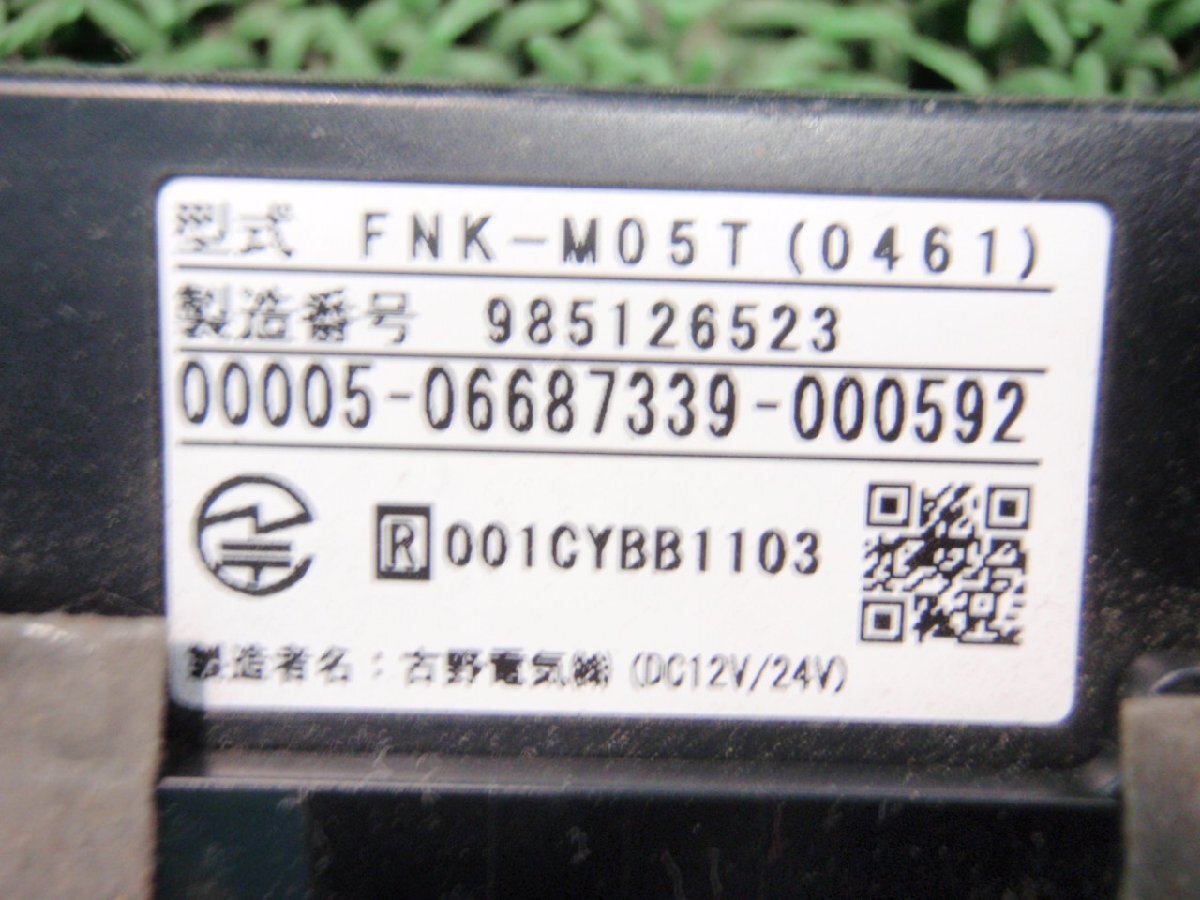 型式 FNK-M05T(0461)
製造番号 985126523
00005-06687339-000592
R 001CYBB1103
製造者名：古野電気㈱(DC12V/24V)